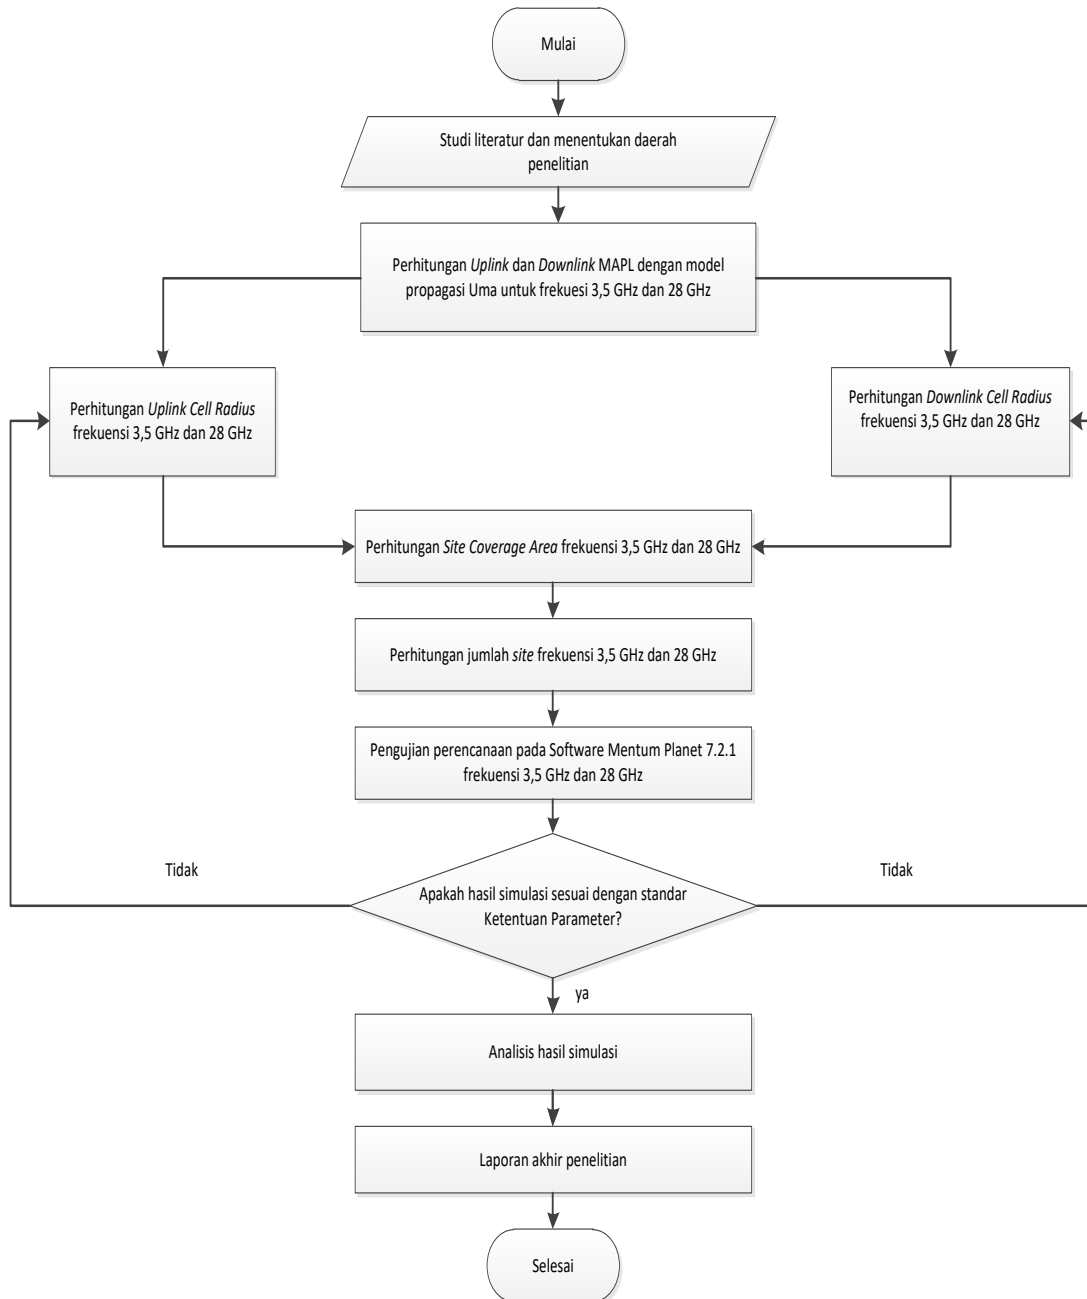 Mulai
Studi literatur dan menentukan daerah
penelitian
Perhitungan Uplink dan Downlink MAPL dengan model
propagasi Uma untuk frekuesi 3,5 GHz dan 28 GHz
Perhitungan Uplink Cell Radius
frekuensi 3,5 GHz dan 28 GHz
Perhitungan Downlink Cell Radius
frekuensi 3,5 GHz dan 28 GHz
Perhitungan Site Coverage Area frekuensi 3,5 GHz dan 28 GHz
Perhitungan jumlah site frekuensi 3,5 GHz dan 28 GHz
Pengujian perencanaan pada Software Mentum Planet 7.2.1
frekuensi 3,5 GHz dan 28 GHz
Tidak
Tidak
Apakah hasil simulasi sesuai dengan standar
Ketentuan Parameter?
ya
Analisis hasil simulasi
Laporan akhir penelitian
Selesai